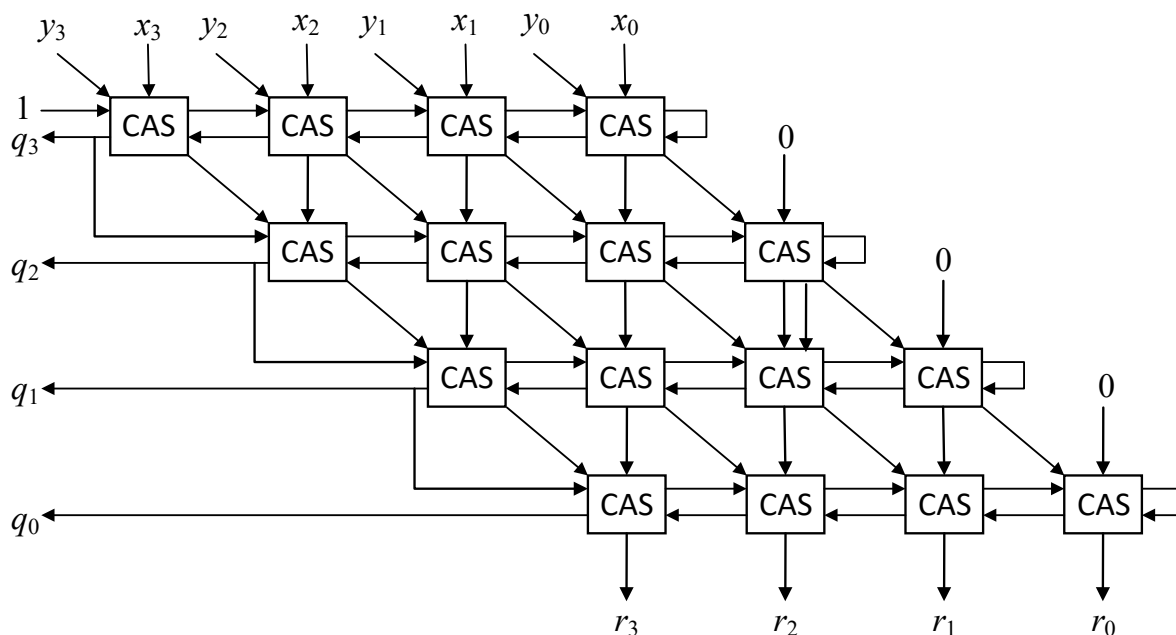 y3 x3 y2 x2 y1 x1 y0 x0
1 CAS CAS CAS CAS
q3 0
CAS CAS CAS CAS
q2 0
CAS CAS CAS CAS
q1 0
CAS CAS CAS CAS
q0
r3 r2 r1 r0